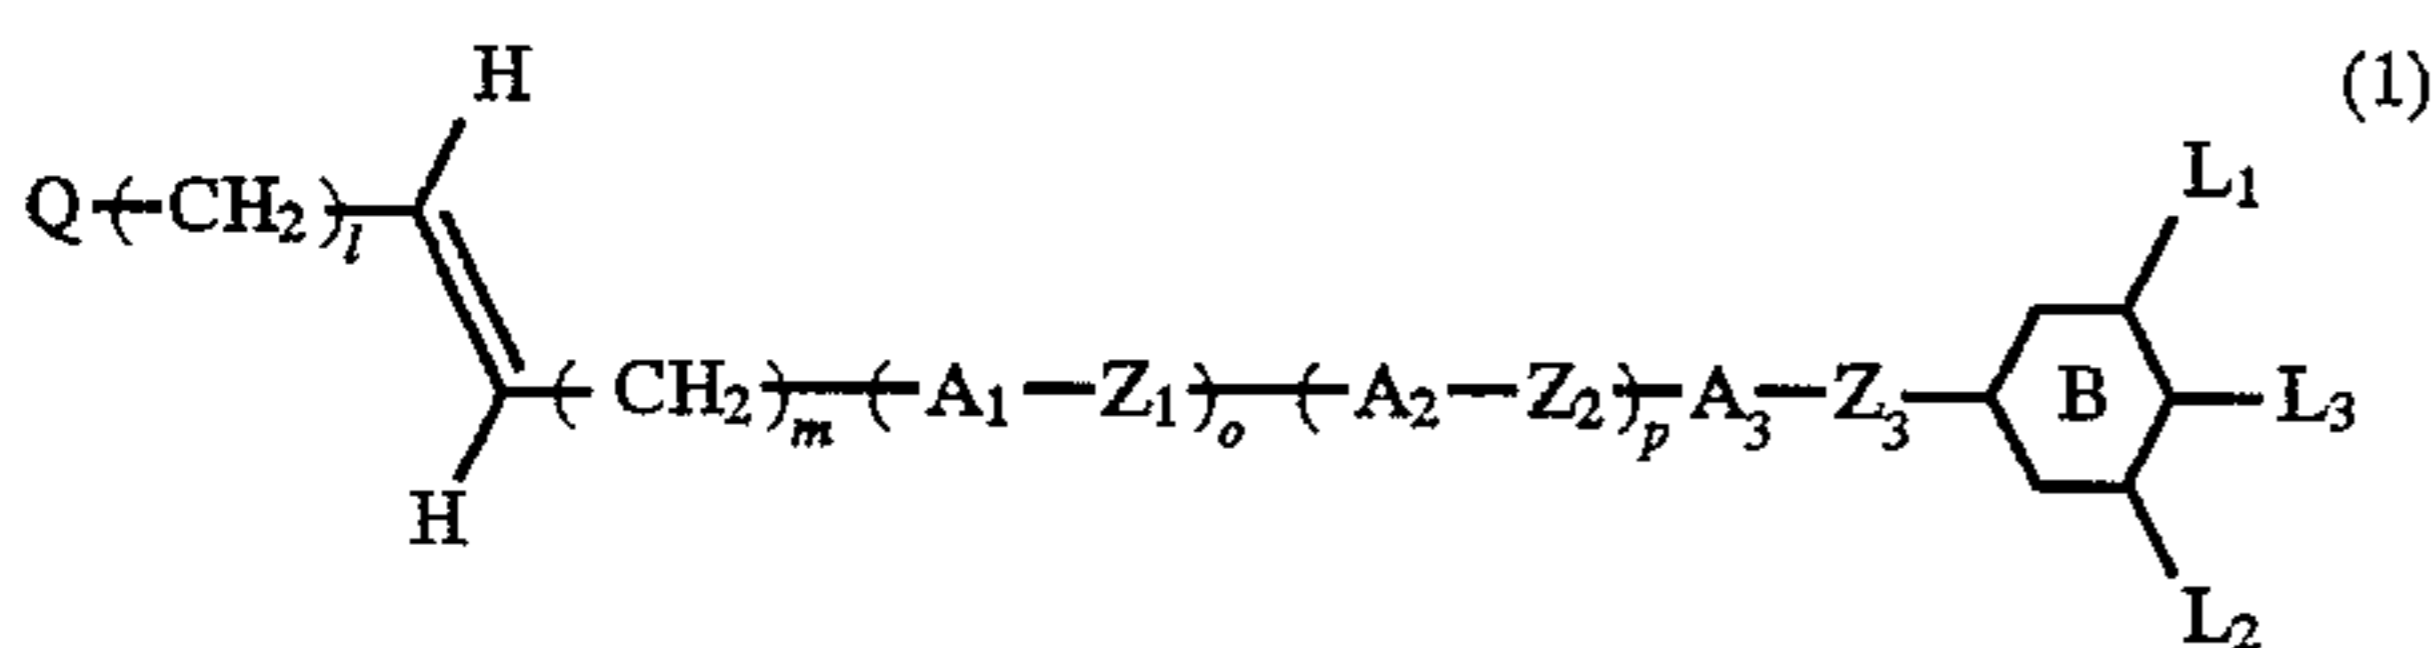 H
(1)
L1
Q(CH2)l
(CH2)m(A1—Z1)o(A2—Z2)pA3—Z3
B
L3
H
L2